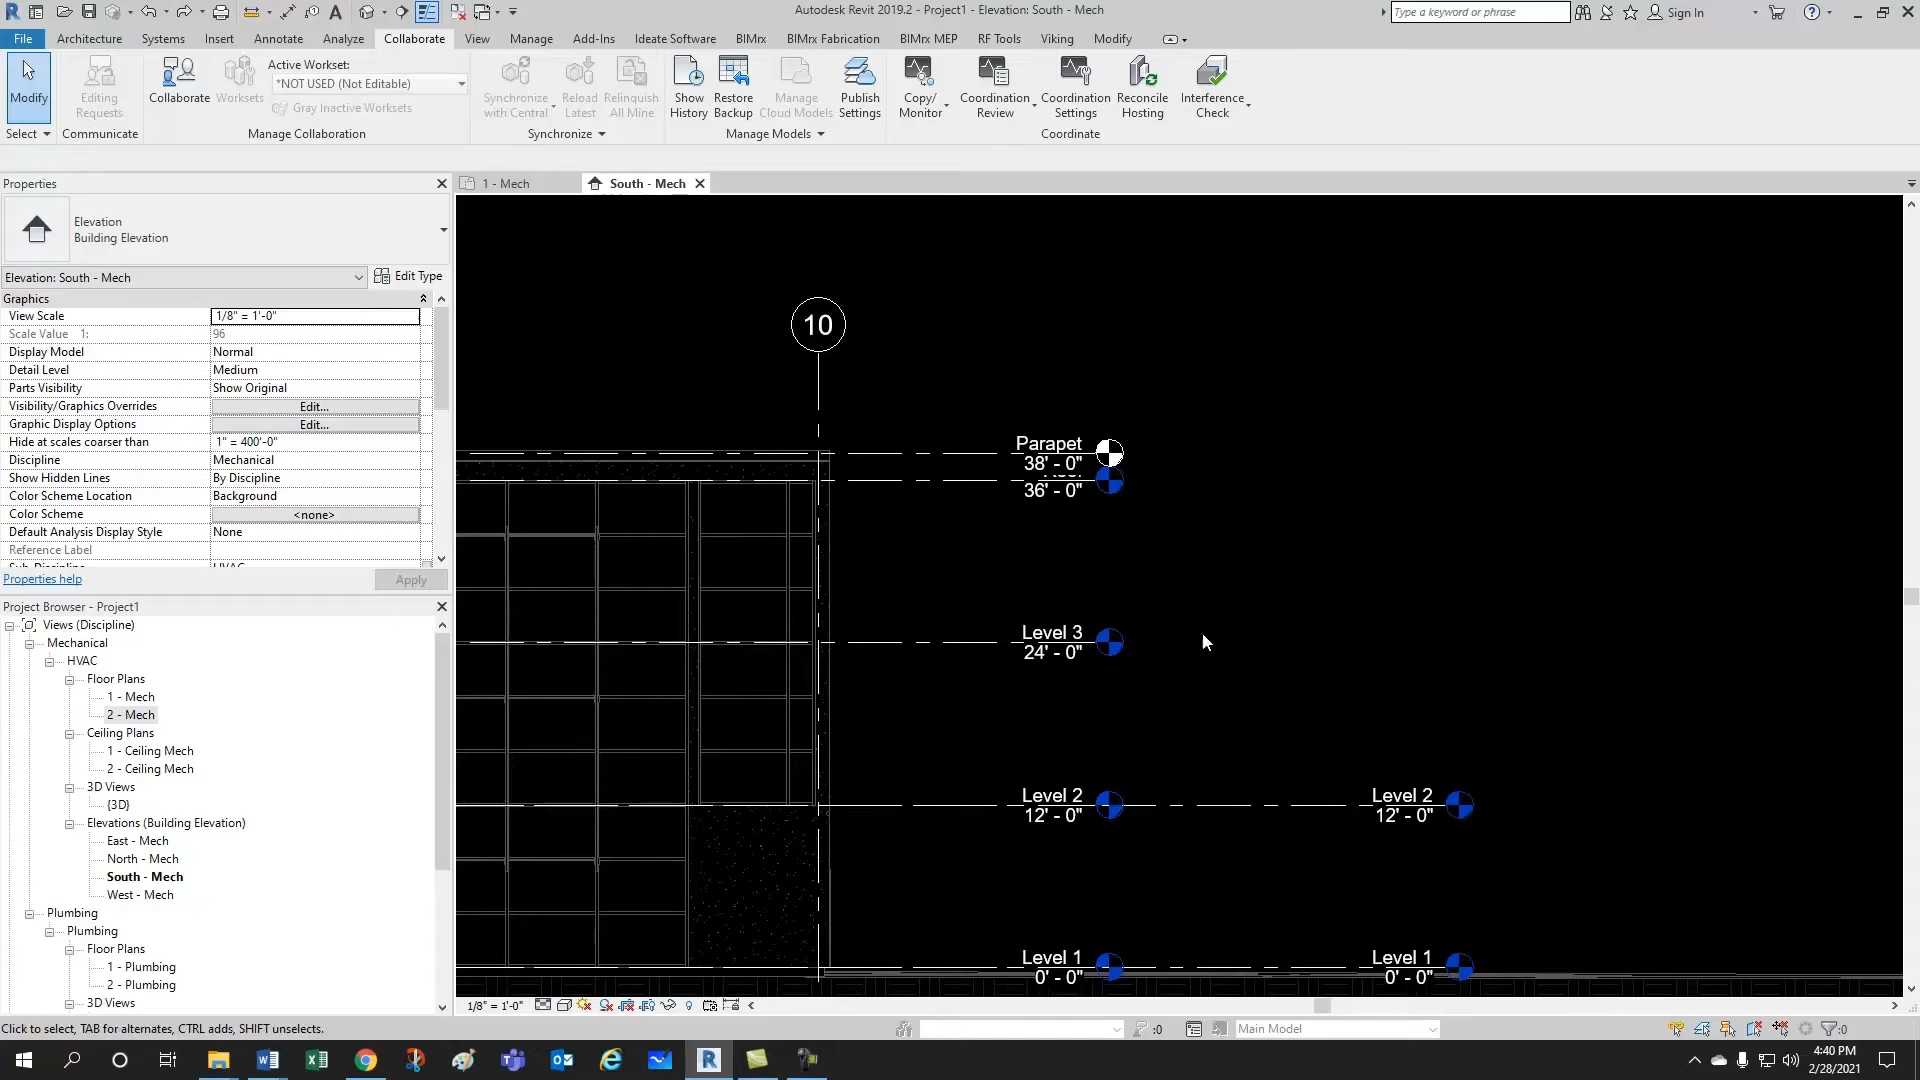 Autodesk Revit 2019.2 - Project1 - Elevation: South - Mech
Type a keyword or phrase
Sign In
File Architecture Systems Insert Annotate Analyze Collaborate View Manage Add-Ins Ideate Software BIMrx BIMrx Fabrication BIMrx MEP RF Tools Viking Modify
Modify
Select
Editing Requests
Communicate
Collaborate
Worksets
Active Workset:
*NOT USED (Not Editable)
Gray Inactive Worksets
Manage Collaboration
Synchronize with Central
Reload Latest
Relinquish All Mine
Synchronize
Show History
Restore Backup
Manage Cloud Models
Publish Settings
Manage Models
Copy/ Monitor
Coordination Review
Coordination Settings
Reconcile Hosting
Interference Check
Coordinate
Properties
1 - Mech
South - Mech
Elevation
Building Elevation
Elevation: South - Mech
Edit Type
Graphics
View Scale 1/8" = 1'-0"
Scale Value 1: 96
Display Model Normal
Detail Level Medium
Parts Visibility Show Original
Visibility/Graphics Overrides Edit...
Graphic Display Options Edit...
Hide at scales coarser than 1" = 400'-0"
Discipline Mechanical
Show Hidden Lines By Discipline
Color Scheme Location Background
Color Scheme <none>
Default Analysis Display Style None
Reference Label
Sub-Discipline HVAC
Properties help
Apply
Project Browser - Project1
Views (Discipline)
Mechanical
HVAC
Floor Plans
1 - Mech
2 - Mech
Ceiling Plans
1 - Ceiling Mech
2 - Ceiling Mech
3D Views
{3D}
Elevations (Building Elevation)
East - Mech
North - Mech
South - Mech
West - Mech
Plumbing
Plumbing
Floor Plans
1 - Plumbing
2 - Plumbing
3D Views
10
Parapet
38' - 0"
36' - 0"
Level 3
24' - 0"
Level 2
12' - 0"
Level 2
12' - 0"
Level 1
0' - 0"
Level 1
0' - 0"
1/8" = 1'-0"
Click to select, TAB for alternates, CTRL adds, SHIFT unselects.
:0
Main Model
:0
4:40 PM
2/28/2021